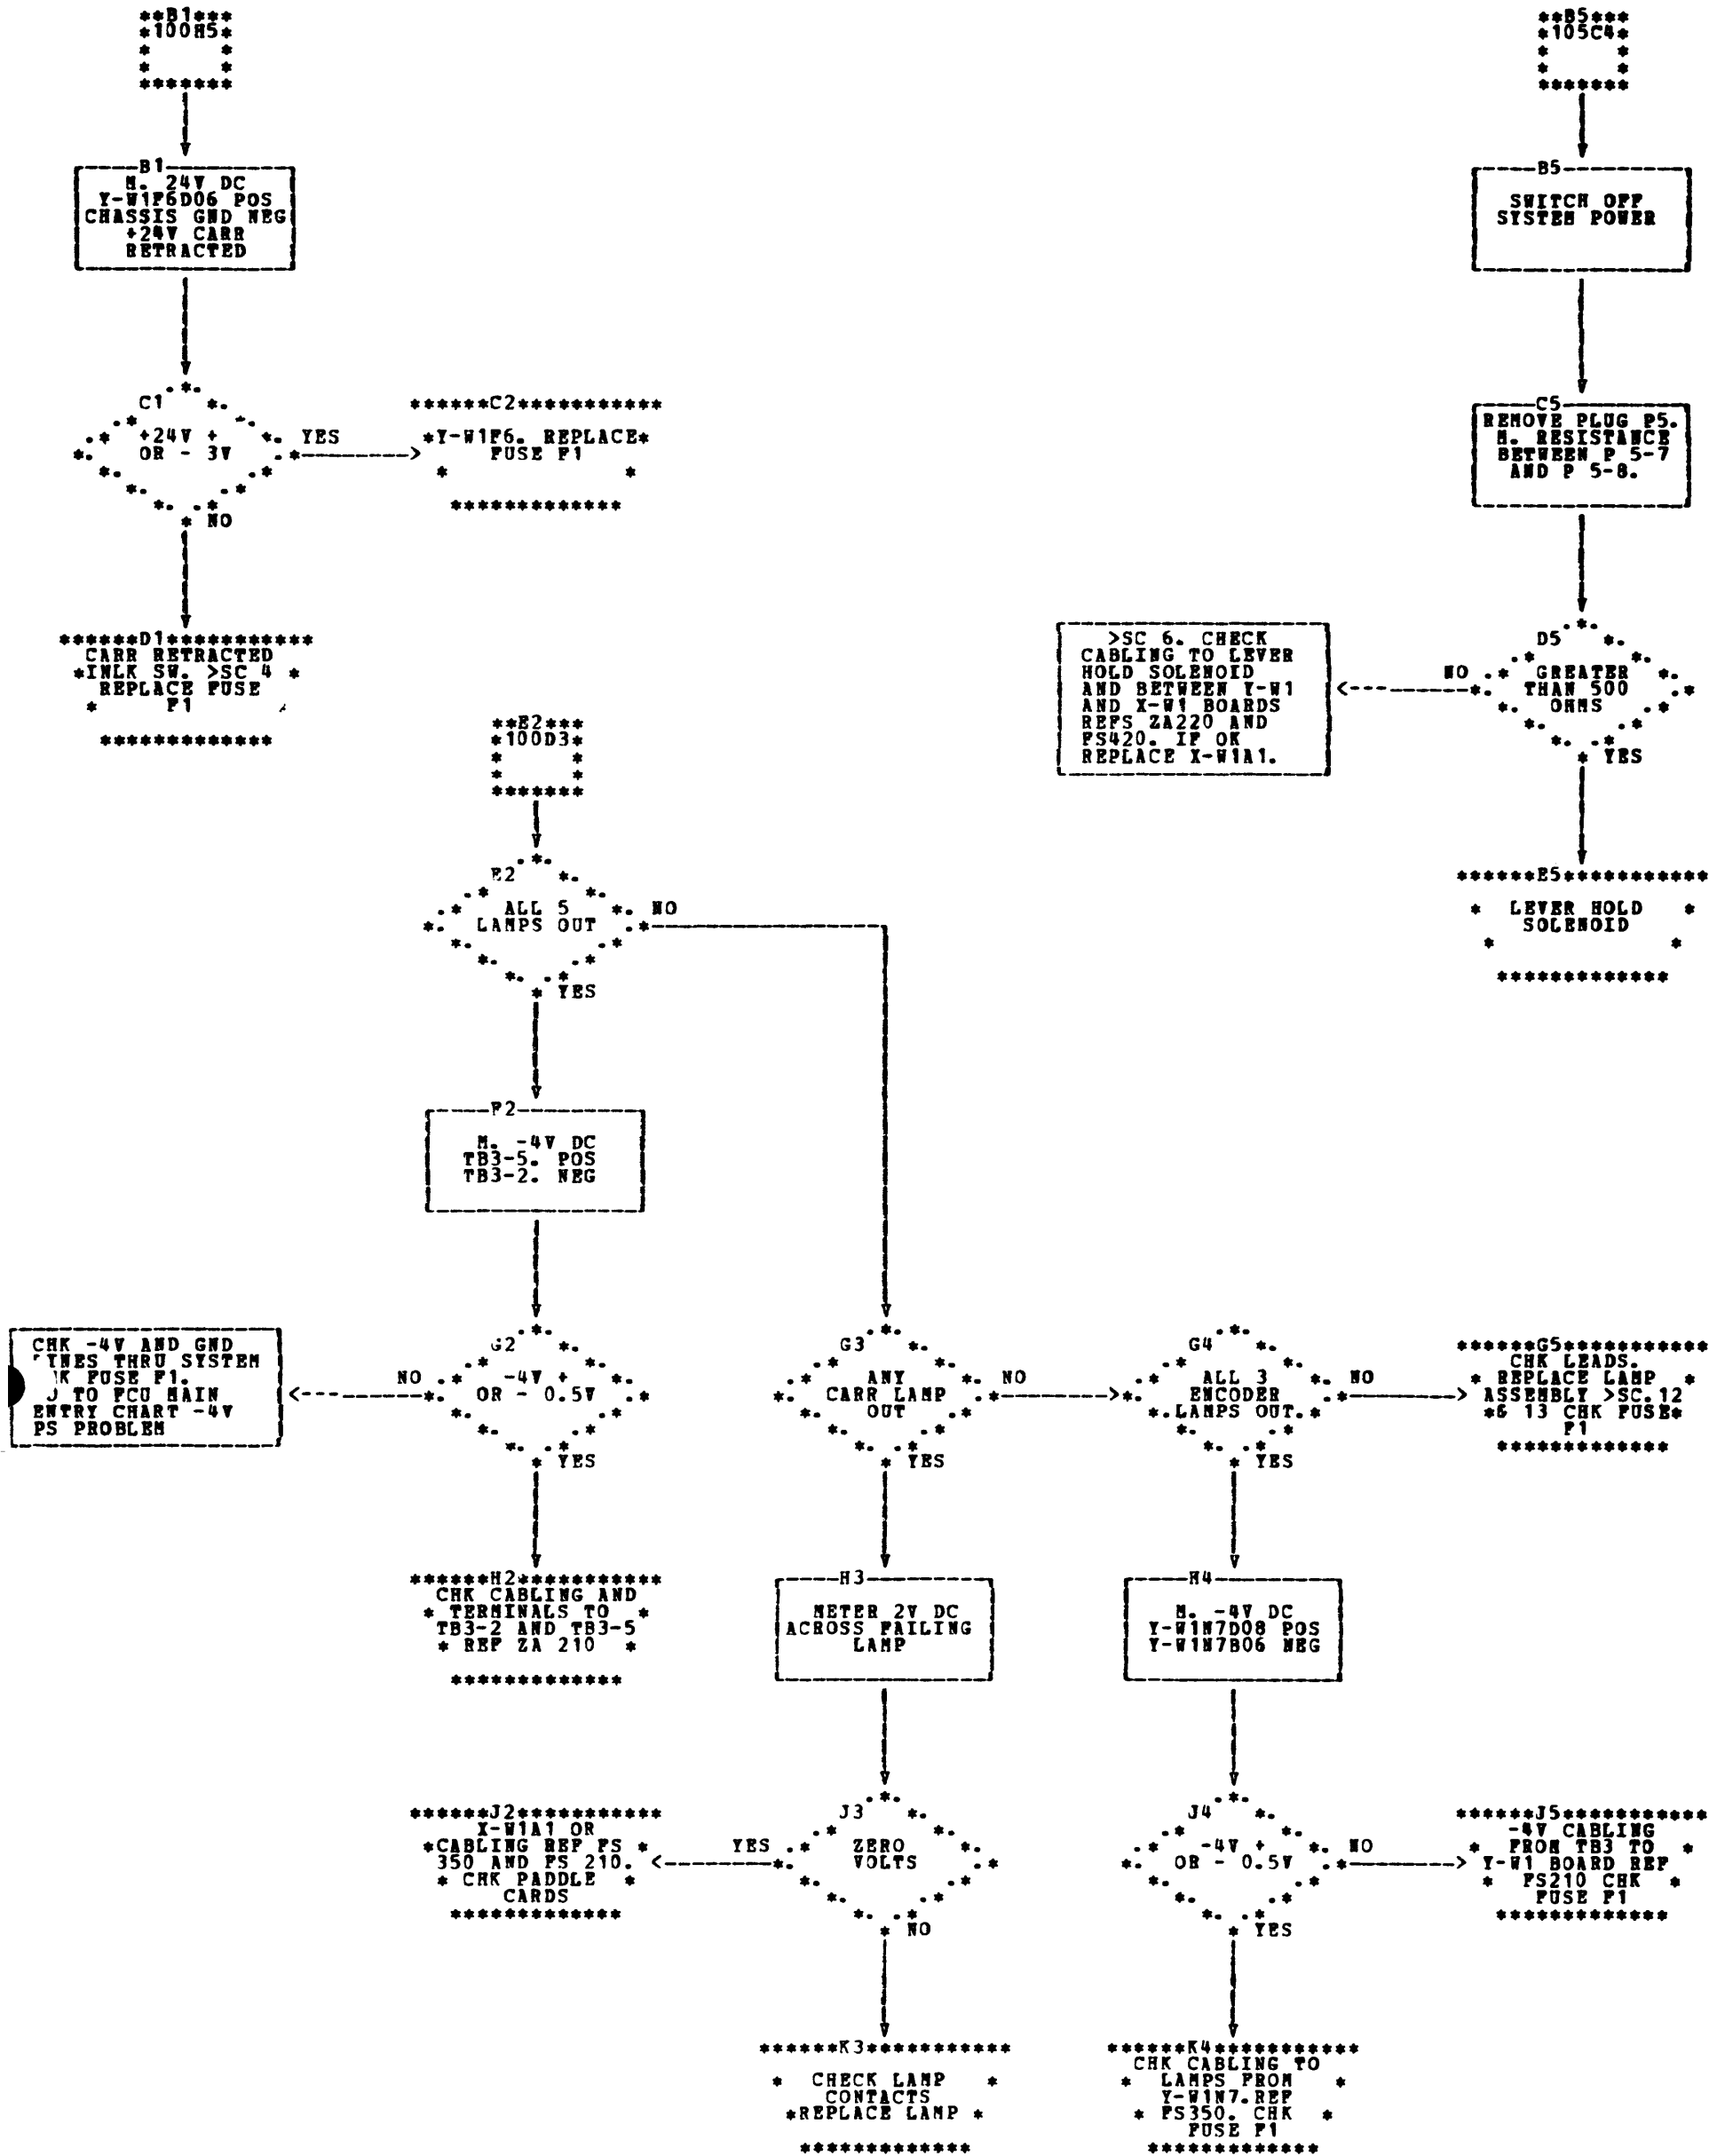 **B1***
*100H5*
B1
M. 24V DC
Y-W1F6D06 POS
CHASSIS GND NEG
+24V CARR
RETRACTED
C1
+24V +
OR - 3V
YES
NO
******C2***********
*Y-W1F6. REPLACE*
FUSE F1
******D1***********
CARR RETRACTED
*INLK SW. >SC 4 *
REPLACE FUSE
F1
**B5***
*105C4*
B5
SWITCH OFF
SYSTEM POWER
C5
REMOVE PLUG P5.
M. RESISTANCE
BETWEEN P 5-7
AND P 5-8.
D5
GREATER
THAN 500
OHMS
NO
YES
>SC 6. CHECK
CABLING TO LEVER
HOLD SOLENOID
AND BETWEEN Y-W1
AND X-W1 BOARDS
REFS ZA220 AND
FS420. IF OK
REPLACE X-W1A1.
******E5***********
* LEVER HOLD *
SOLENOID
**E2***
*100D3*
E2
ALL 5
LAMPS OUT
NO
YES
F2
M. -4V DC
TB3-5. POS
TB3-2. NEG
G2
-4V +
OR - 0.5V
NO
YES
CHK -4V AND GND
THRU SYSTEM
FUSE F1.
TO PCU MAIN
ENTRY CHART -4V
PS PROBLEM
******H2***********
CHK CABLING AND
* TERMINALS TO *
TB3-2 AND TB3-5
* REF ZA 210 *
G3
ANY
CARR LAMP
OUT
NO
YES
G4
ALL 3
ENCODER
LAMPS OUT.
NO
YES
******G5***********
CHK LEADS.
* REPLACE LAMP *
ASSEMBLY >SC.12
*& 13 CHK FUSE*
F1
H3
METER 2V DC
ACROSS FAILING
LAMP
H4
M. -4V DC
Y-W1N7D08 POS
Y-W1N7B06 NEG
J3
ZERO
VOLTS
YES
NO
******J2***********
X-W1A1 OR
*CABLING REF FS *
350 AND FS 210.
* CHK PADDLE *
CARDS
J4
-4V +
OR - 0.5V
NO
YES
******J5***********
-4V CABLING
* FROM TB3 TO *
Y-W1 BOARD REF
* FS210 CHK *
FUSE F1
******K3***********
* CHECK LAMP *
CONTACTS
*REPLACE LAMP *
******K4***********
CHK CABLING TO
* LAMPS FROM *
Y-W1N7.REF
* FS350. CHK *
FUSE F1